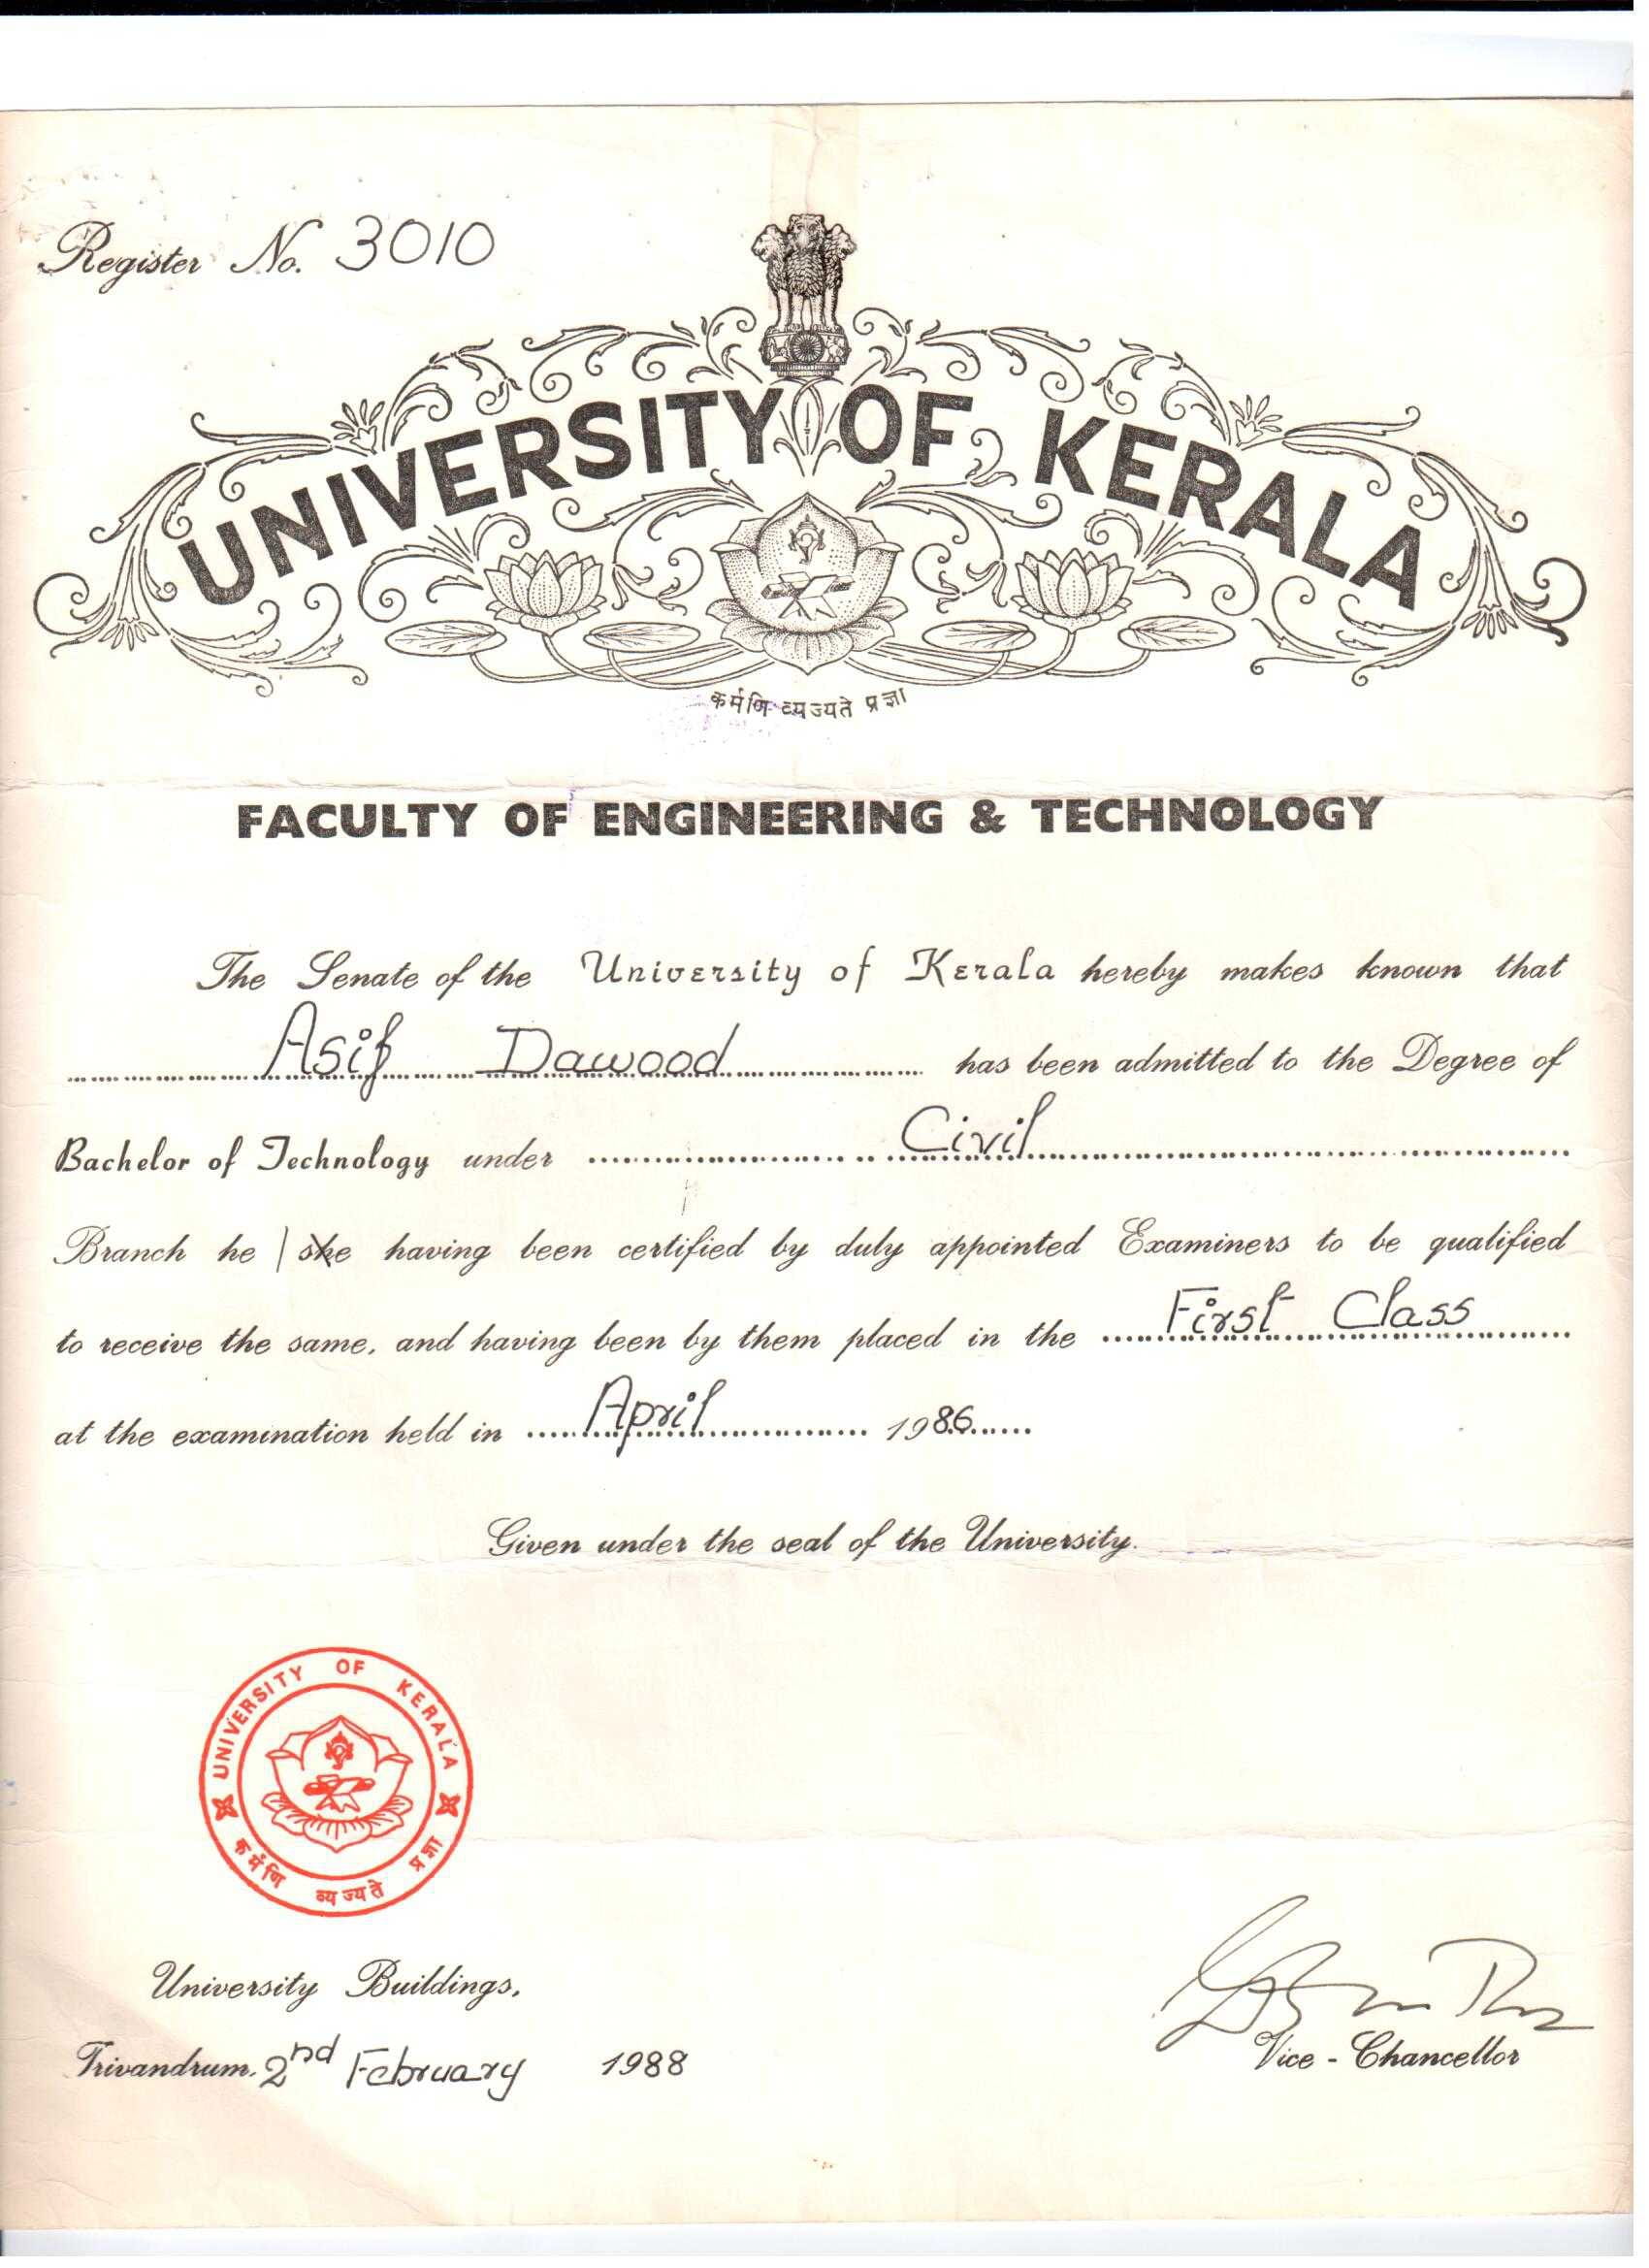 Register No. 3010
UNIVERSITY OF KERALA
कर्मणि व्यज्यते प्रज्ञा
FACULTY OF ENGINEERING & TECHNOLOGY
The Senate of the University of Kerala hereby makes known that
Asif Dawood has been admitted to the Degree of
Bachelor of Technology under Civil
Branch he | she having been certified by duly appointed Examiners to be qualified
to receive the same, and having been by them placed in the First Class
at the examination held in April 1986
Given under the seal of the University.
UNIVERSITY OF KERALA
कर्मणि व्यज्यते प्रज्ञा
University Buildings,
Trivandrum, 2nd February 1988
Vice - Chancellor